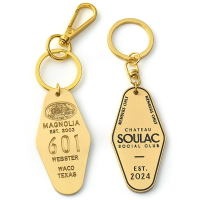 MAGNOLIA
EST. 2003
601
WEBSTER
WACO
TEXAS
CHATEAU
SOULAC
SOCIAL CLUB
EST.
2024